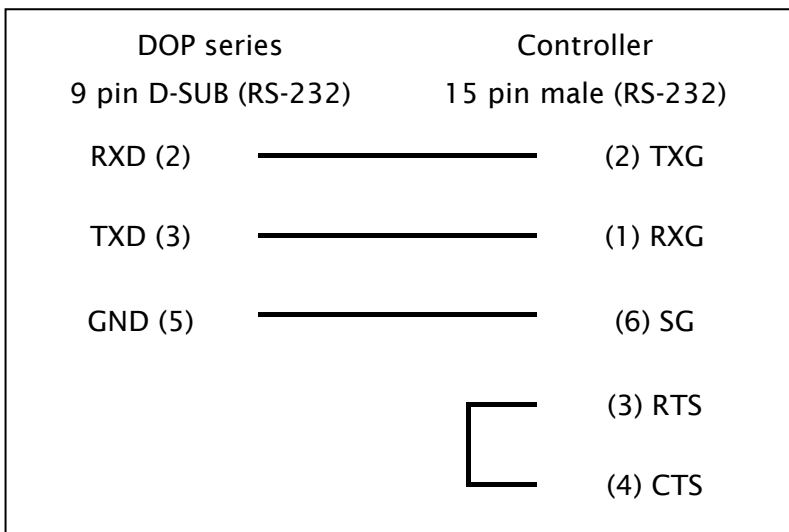 DOP series Controller
9 pin D-SUB (RS-232) 15 pin male (RS-232)
RXD (2) (2) TXG
TXD (3) (1) RXG
GND (5) (6) SG
(3) RTS
(4) CTS